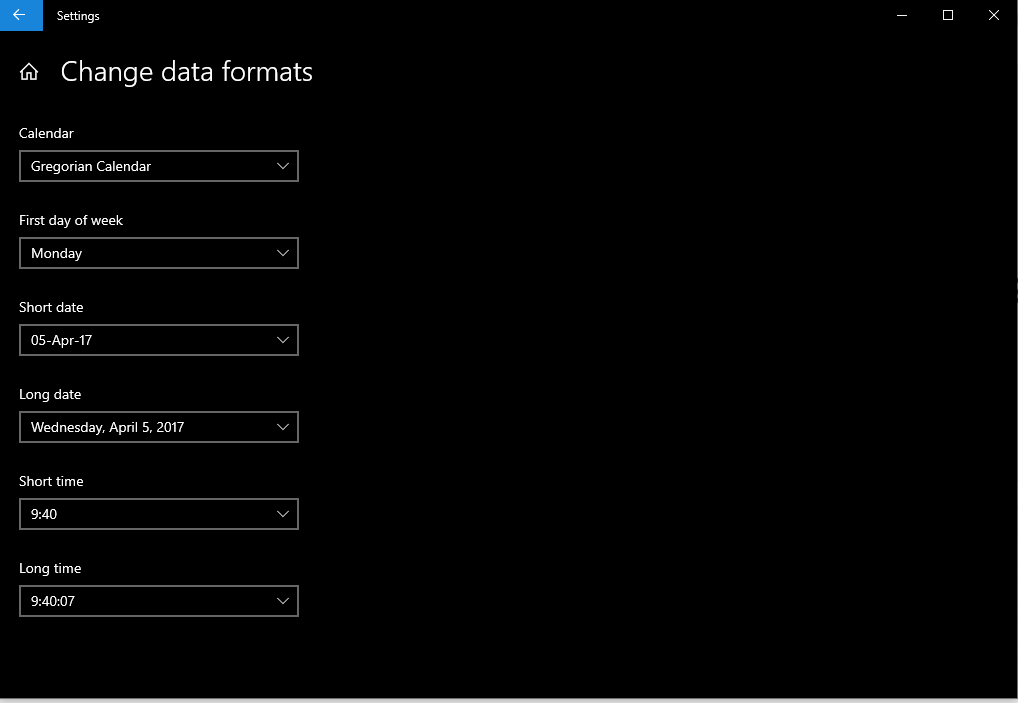 Settings
Change data formats
Calendar
Gregorian Calendar
First day of week
Monday
Short date
05-Apr-17
Long date
Wednesday, April 5, 2017
Short time
9:40
Long time
9:40:07